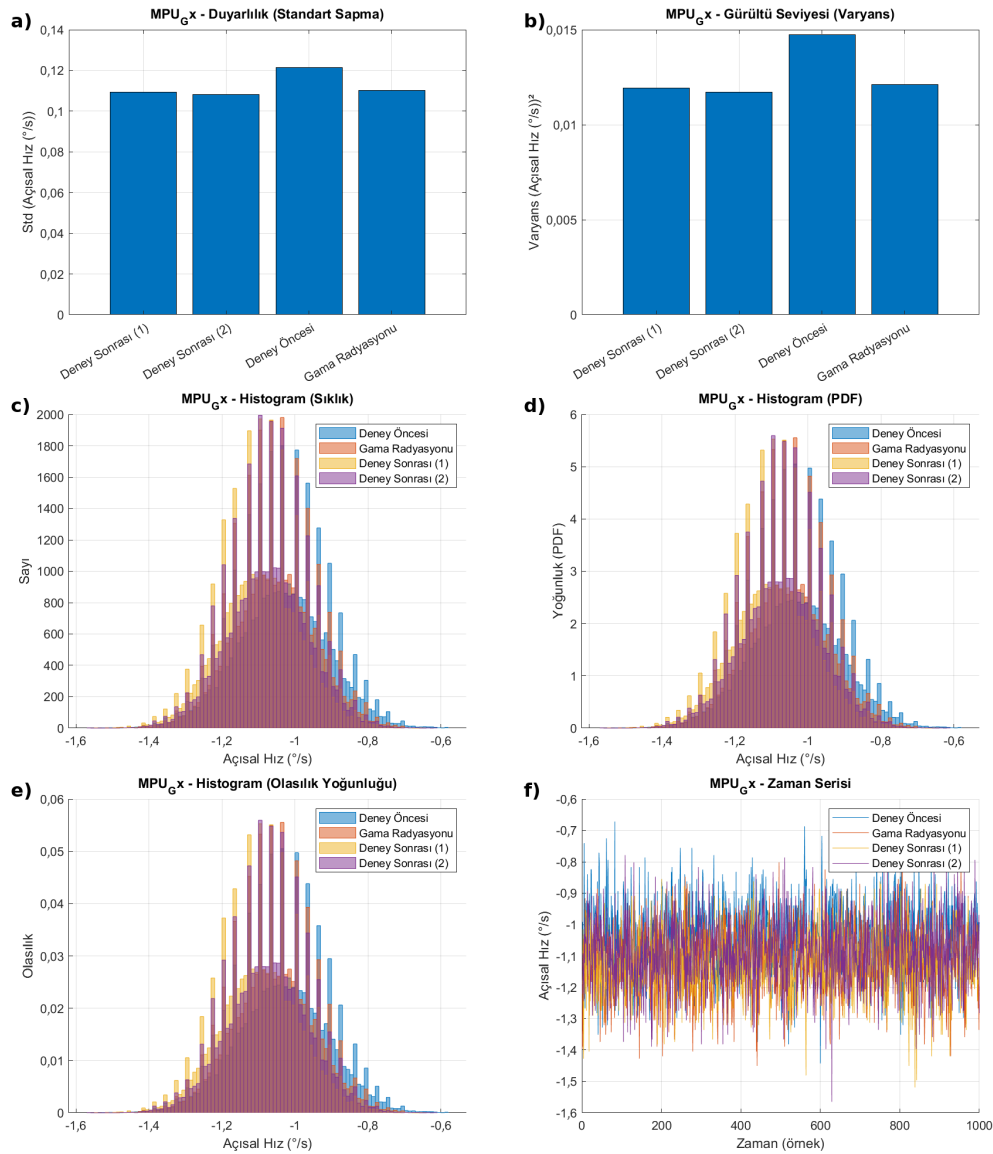 a)
MPU_Gx - Duyarlılık (Standart Sapma)
Std (Açısal Hız (°/s))
0,14
0,12
0,1
0,08
0,06
0,04
0,02
0
Deney Sonrası (1)
Deney Sonrası (2)
Deney Öncesi
Gama Radyasyonu
b)
MPU_Gx - Gürültü Seviyesi (Varyans)
Varyans (Açısal Hız (°/s))²
0,015
0,01
0,005
0
Deney Sonrası (1)
Deney Sonrası (2)
Deney Öncesi
Gama Radyasyonu
c)
MPU_Gx - Histogram (Sıklık)
Sayı
2000
1800
1600
1400
1200
1000
800
600
400
200
0
Deney Öncesi
Gama Radyasyonu
Deney Sonrası (1)
Deney Sonrası (2)
-1,6 -1,4 -1,2 -1 -0,8 -0,6
Açısal Hız (°/s)
d)
MPU_Gx - Histogram (PDF)
Yoğunluk (PDF)
6
5
4
3
2
1
0
Deney Öncesi
Gama Radyasyonu
Deney Sonrası (1)
Deney Sonrası (2)
-1,6 -1,4 -1,2 -1 -0,8 -0,6
Açısal Hız (°/s)
e)
MPU_Gx - Histogram (Olasılık Yoğunluğu)
Olasılık
0,06
0,05
0,04
0,03
0,02
0,01
0
Deney Öncesi
Gama Radyasyonu
Deney Sonrası (1)
Deney Sonrası (2)
-1,6 -1,4 -1,2 -1 -0,8 -0,6
Açısal Hız (°/s)
f)
MPU_Gx - Zaman Serisi
Açısal Hız (°/s)
-0,6
-0,7
-0,8
-0,9
-1
-1,1
-1,2
-1,3
-1,4
-1,5
-1,6
Deney Öncesi
Gama Radyasyonu
Deney Sonrası (1)
Deney Sonrası (2)
0 200 400 600 800 1000
Zaman (örnek)